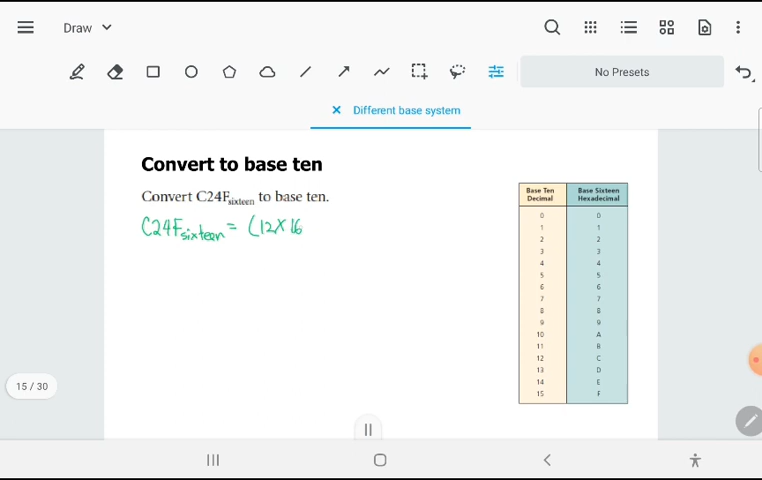 Draw
No Presets
× Different base system
Convert to base ten
Convert C24Fsixteen to base ten.
C24Fsixteen = (12×16
Base Ten Decimal Base Sixteen Hexadecimal
0 0
1 1
2 2
3 3
4 4
5 5
6 6
7 7
8 8
9 9
10 A
11 B
12 C
13 D
14 E
15 F
15 / 30